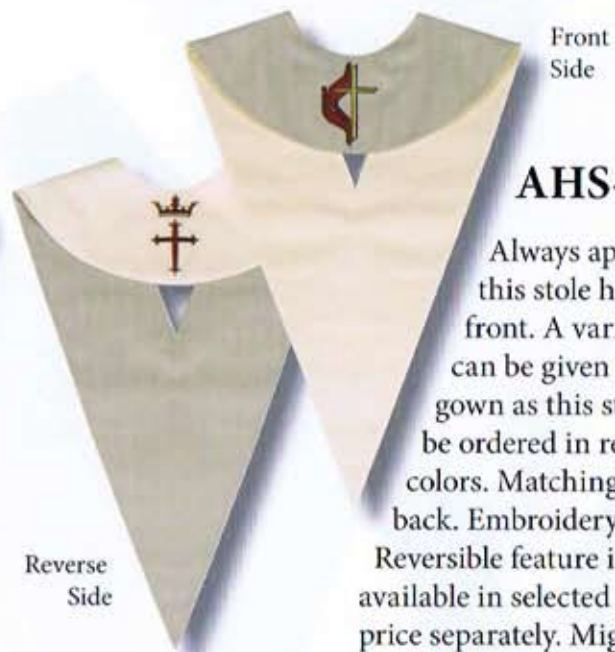 Front
Side
AHS-
Always ap
this stole h
front. A var
can be given
gown as this s
be ordered in re
colors. Matching
back. Embroidery
Reversible feature i
available in selected
price separately. Mig
Reverse
Side